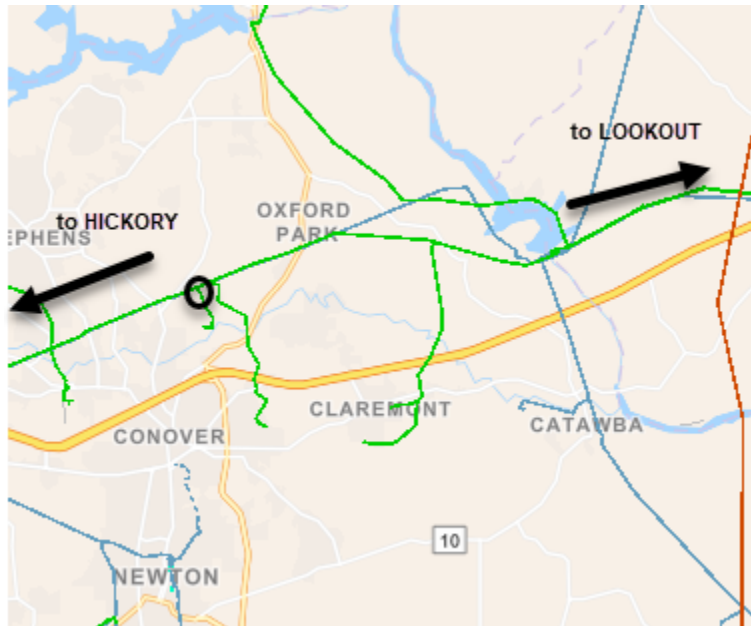 to LOOKOUT
to HICKORY
OXFORD
PARK
EPHENS
CLAREMONT
CONOVER
CATAWBA
10
NEWTON